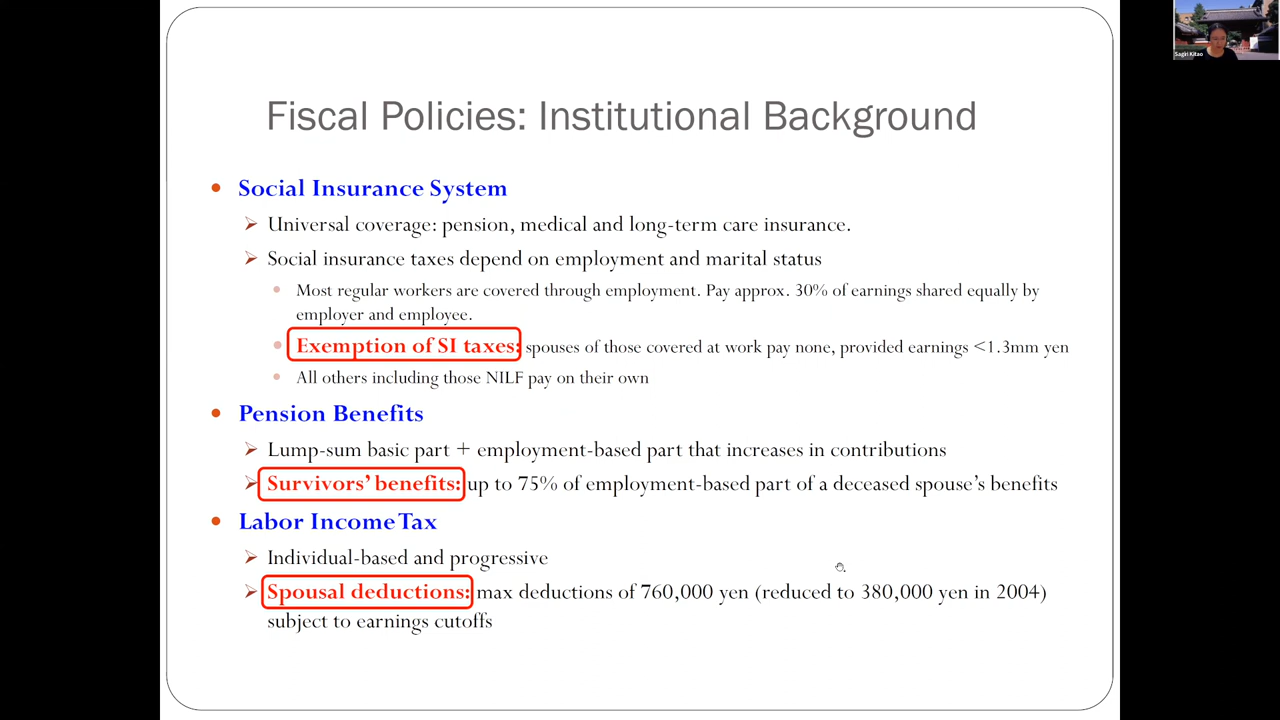 Fiscal Policies: Institutional Background
Social Insurance System
Universal coverage: pension, medical and long-term care insurance.
Social insurance taxes depend on employment and marital status
Most regular workers are covered through employment. Pay approx. 30% of earnings shared equally by
employer and employee.
Exemption of SI taxes: spouses of those covered at work pay none, provided earnings <1.3mm yen
All others including those NILF pay on their own
Pension Benefits
Lump-sum basic part + employment-based part that increases in contributions
Survivors' benefits: up to 75% of employment-based part of a deceased spouse's benefits
Labor Income Tax
Individual-based and progressive
Spousal deductions: max deductions of 760,000 yen (reduced to 380,000 yen in 2004)
subject to earnings cutoffs
Sagiri Kitao